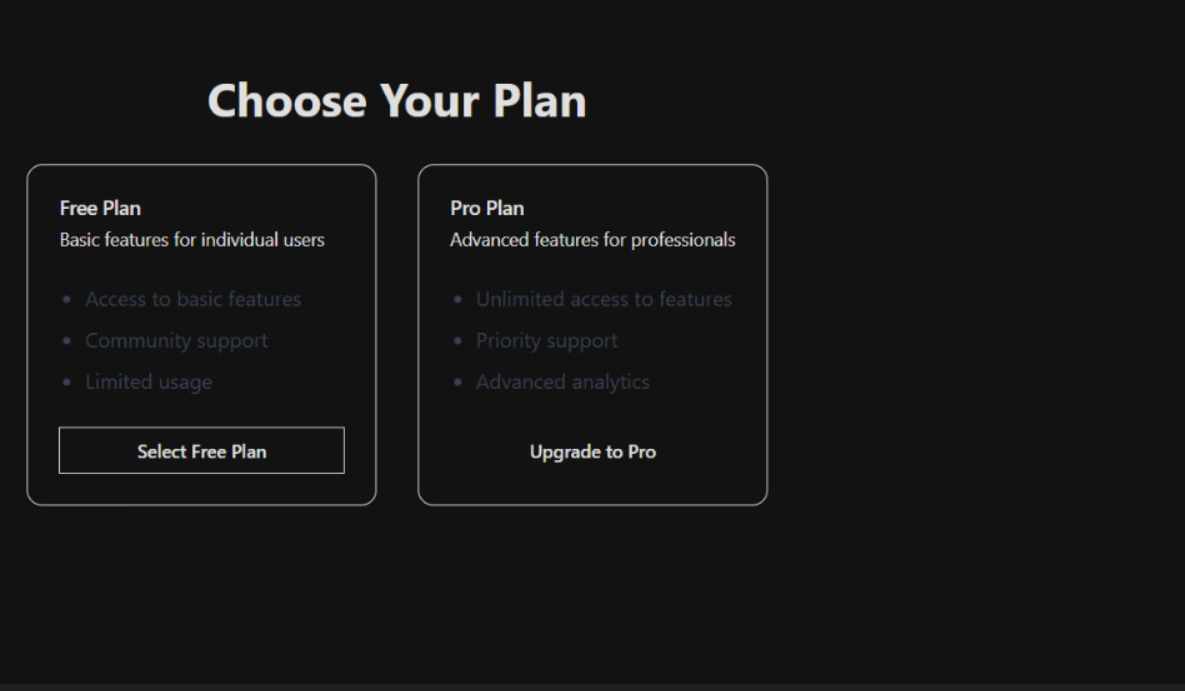 Choose Your Plan
Free Plan
Basic features for individual users
Access to basic features
Community support
Limited usage
Select Free Plan
Pro Plan
Advanced features for professionals
Unlimited access to features
Priority support
Advanced analytics
Upgrade to Pro